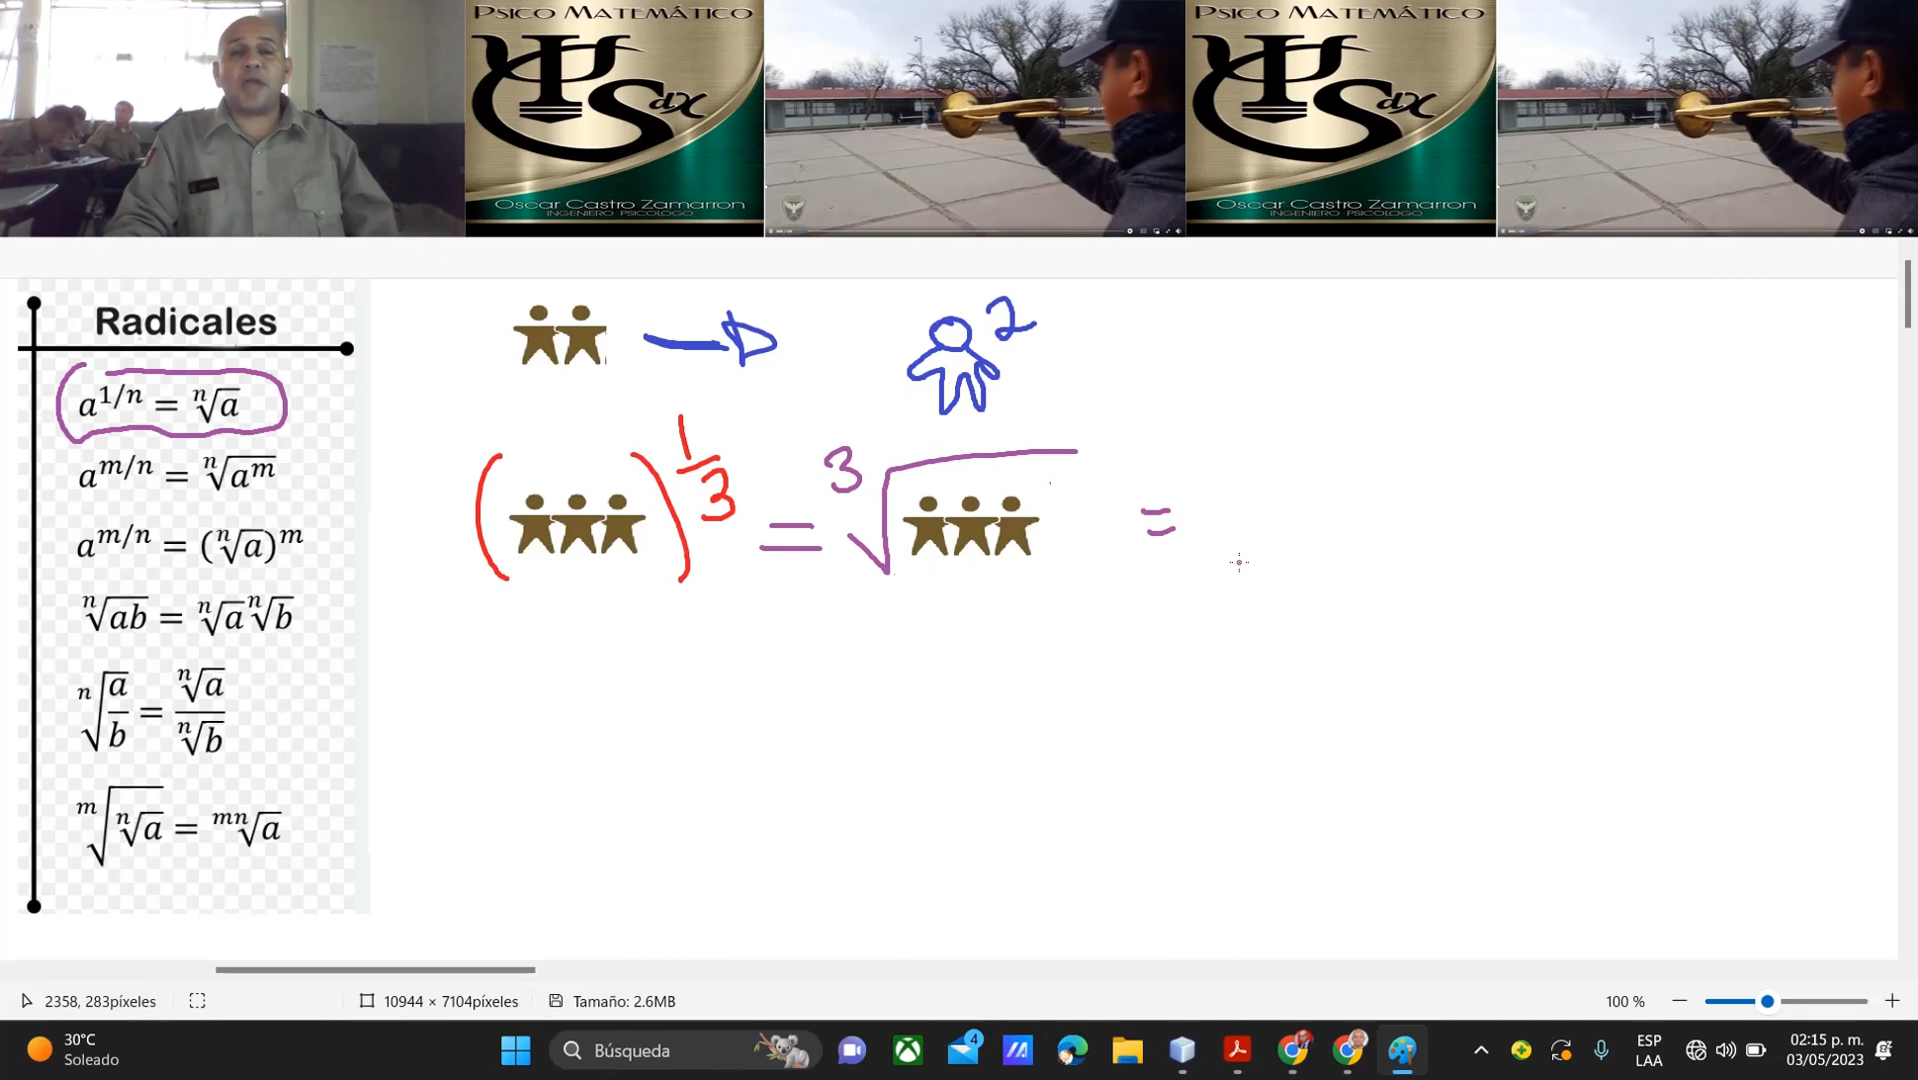 PSICO MATEMÁTICO
dx
Oscar Castro Zamarron
INGENIERO PSICOLOGO
PSICO MATEMÁTICO
dx
Oscar Castro Zamarron
INGENIERO PSICOLOGO
Radicales
a^{1/n} = ⁿ√a
a^{m/n} = ⁿ√a^m
a^{m/n} = (ⁿ√a)^m
ⁿ√ab = ⁿ√a ⁿ√b
ⁿ√(a/b) = ⁿ√a / ⁿ√b
ᵐ√ⁿ√a = ᵐⁿ√a
2
( )^{1/3} = ³√ =
2358, 283píxeles
10944 × 7104píxeles
Tamaño: 2.6MB
100 %
30°C
Soleado
Búsqueda
4
ESP
LAA
02:15 p. m.
03/05/2023